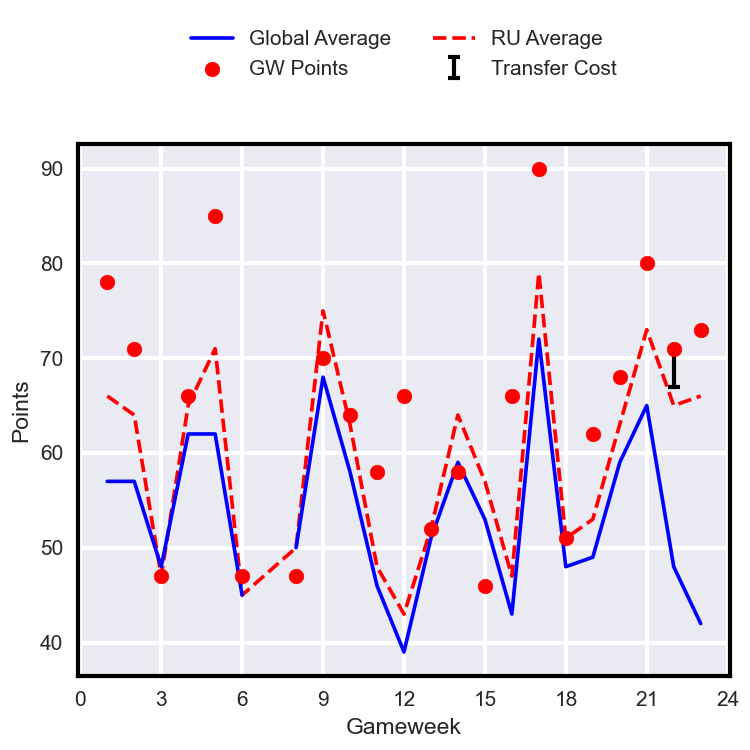 Global Average
RU Average
GW Points
Transfer Cost
90
80
70
60
50
40
Points
0 3 6 9 12 15 18 21 24
Gameweek